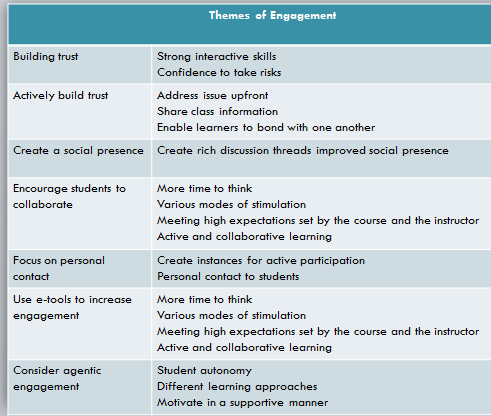 Themes of Engagement
Building trust
Strong interactive skills
Confidence to take risks
Actively build trust
Address issue upfront
Share class information
Enable learners to bond with one another
Create a social presence
Create rich discussion threads improved social presence
Encourage students to
collaborate
More time to think
Various modes of stimulation
Meeting high expectations set by the course and the instructor
Active and collaborative learning
Focus on personal
contact
Create instances for active participation
Personal contact to students
Use e-tools to increase
engagement
More time to think
Various modes of stimulation
Meeting high expectations set by the course and the instructor
Active and collaborative learning
Consider agentic
engagement
Student autonomy
Different learning approaches
Motivate in a supportive manner